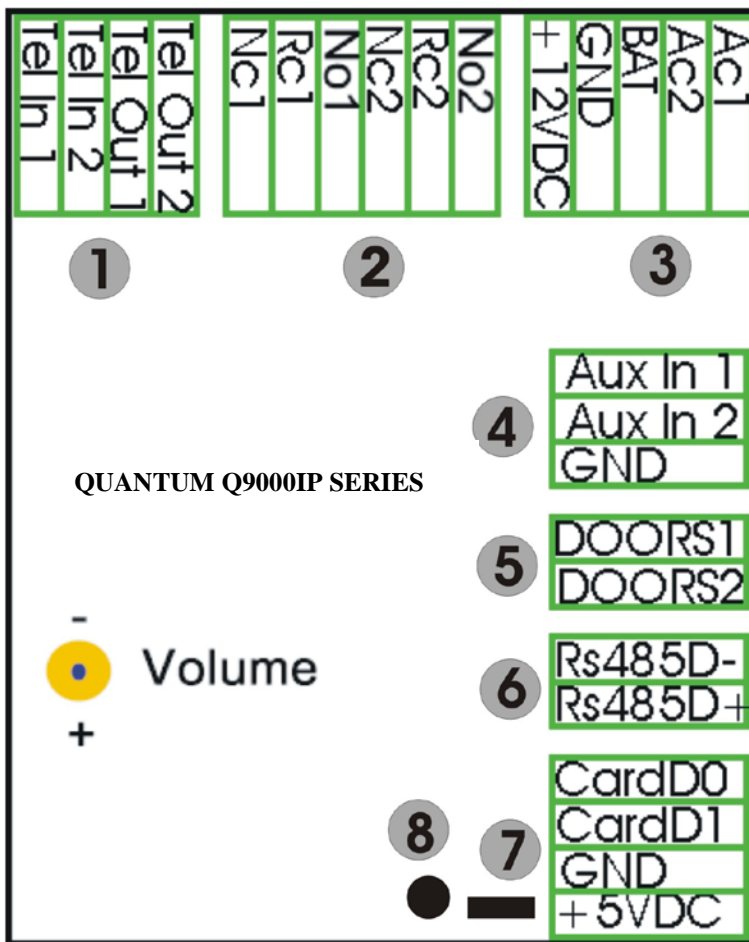 Tel In 1
Tel In 2
Tel Out 1
Tel Out 2
Nc1
Rc1
No1
Nc2
Rc2
No2
+12VDC
GND
BAT
Ac2
Ac1
1
2
3
Aux In 1
Aux In 2
GND
4
QUANTUM Q9000IP SERIES
DOORS1
DOORS2
5
-
Volume
+
Rs485D-
Rs485D+
6
CardD0
CardD1
GND
+5VDC
8
7